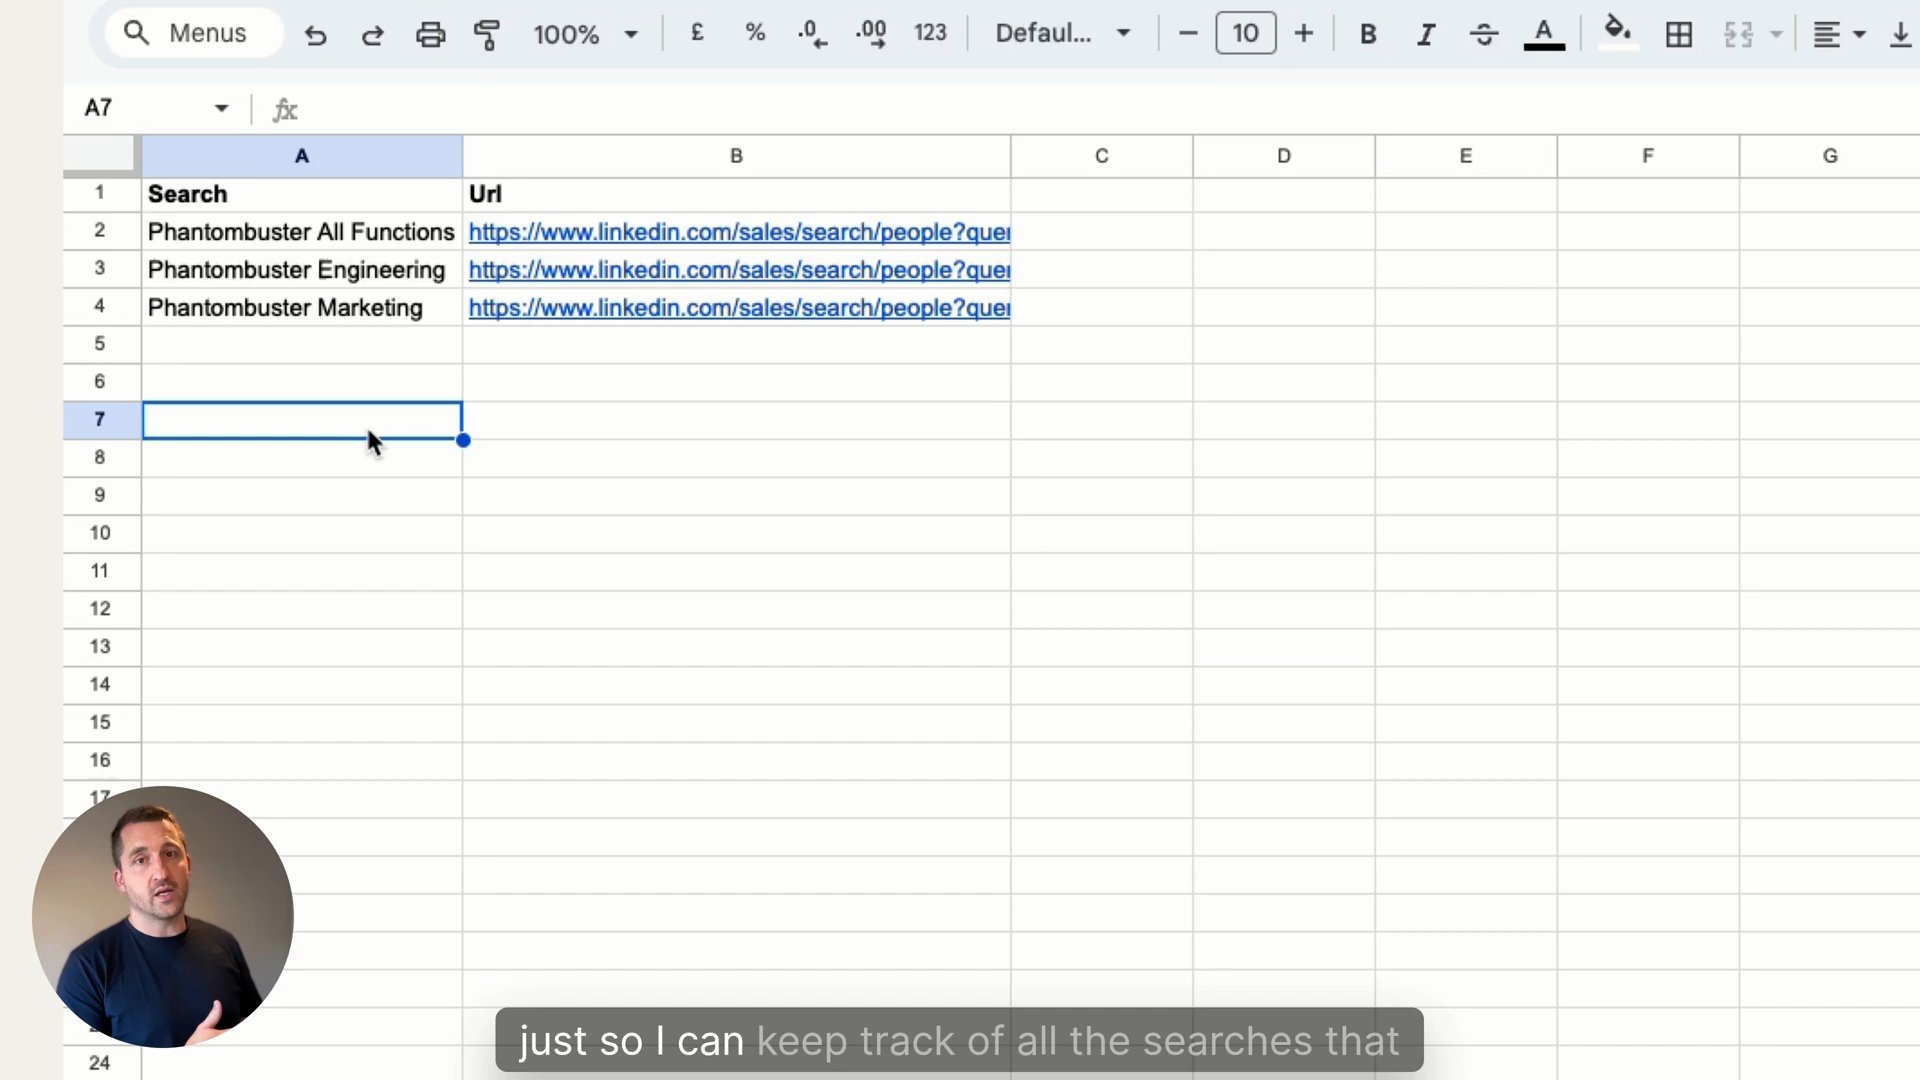 Menus 100% £ % .0 .00 123 Defaul... 10 B I S A
A7 fx
A B C D E F G
1 Search Url
2 Phantombuster All Functions https://www.linkedin.com/sales/search/people?quer
3 Phantombuster Engineering https://www.linkedin.com/sales/search/people?quer
4 Phantombuster Marketing https://www.linkedin.com/sales/search/people?quer
5
6
7
8
9
10
11
12
13
14
15
16
17
24
just so I can keep track of all the searches that